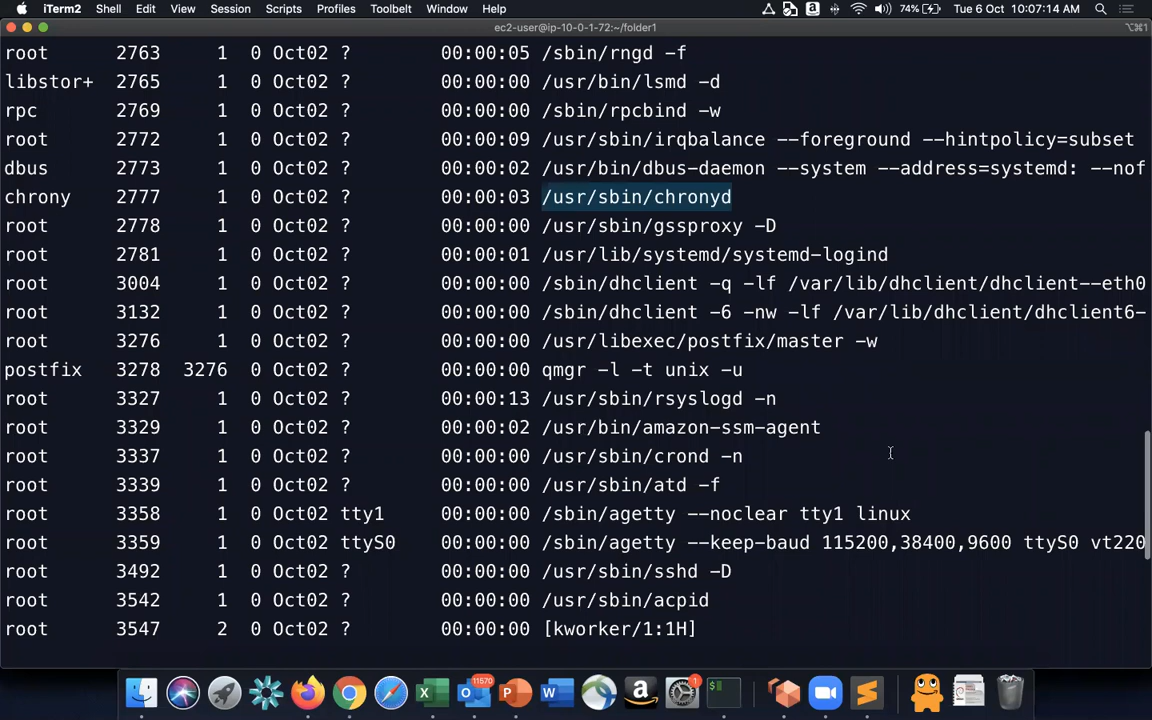 iTerm2 Shell Edit View Session Scripts Profiles Toolbelt Window Help 74% Tue 6 Oct 10:07:14 AM
ec2-user@ip-10-0-1-72:~/folder1 ⌥⌘1
root 2763 1 0 Oct02 ? 00:00:05 /sbin/rngd -f
libstor+ 2765 1 0 Oct02 ? 00:00:00 /usr/bin/lsmd -d
rpc 2769 1 0 Oct02 ? 00:00:00 /sbin/rpcbind -w
root 2772 1 0 Oct02 ? 00:00:09 /usr/sbin/irqbalance --foreground --hintpolicy=subset
dbus 2773 1 0 Oct02 ? 00:00:02 /usr/bin/dbus-daemon --system --address=systemd: --nof
chrony 2777 1 0 Oct02 ? 00:00:03 /usr/sbin/chronyd
root 2778 1 0 Oct02 ? 00:00:00 /usr/sbin/gssproxy -D
root 2781 1 0 Oct02 ? 00:00:01 /usr/lib/systemd/systemd-logind
root 3004 1 0 Oct02 ? 00:00:00 /sbin/dhclient -q -lf /var/lib/dhclient/dhclient--eth0
root 3132 1 0 Oct02 ? 00:00:00 /sbin/dhclient -6 -nw -lf /var/lib/dhclient/dhclient6-
root 3276 1 0 Oct02 ? 00:00:00 /usr/libexec/postfix/master -w
postfix 3278 3276 0 Oct02 ? 00:00:00 qmgr -l -t unix -u
root 3327 1 0 Oct02 ? 00:00:13 /usr/sbin/rsyslogd -n
root 3329 1 0 Oct02 ? 00:00:02 /usr/bin/amazon-ssm-agent
root 3337 1 0 Oct02 ? 00:00:00 /usr/sbin/crond -n
root 3339 1 0 Oct02 ? 00:00:00 /usr/sbin/atd -f
root 3358 1 0 Oct02 tty1 00:00:00 /sbin/agetty --noclear tty1 linux
root 3359 1 0 Oct02 ttyS0 00:00:00 /sbin/agetty --keep-baud 115200,38400,9600 ttyS0 vt220
root 3492 1 0 Oct02 ? 00:00:00 /usr/sbin/sshd -D
root 3542 1 0 Oct02 ? 00:00:00 /usr/sbin/acpid
root 3547 2 0 Oct02 ? 00:00:00 [kworker/1:1H]
11570
1